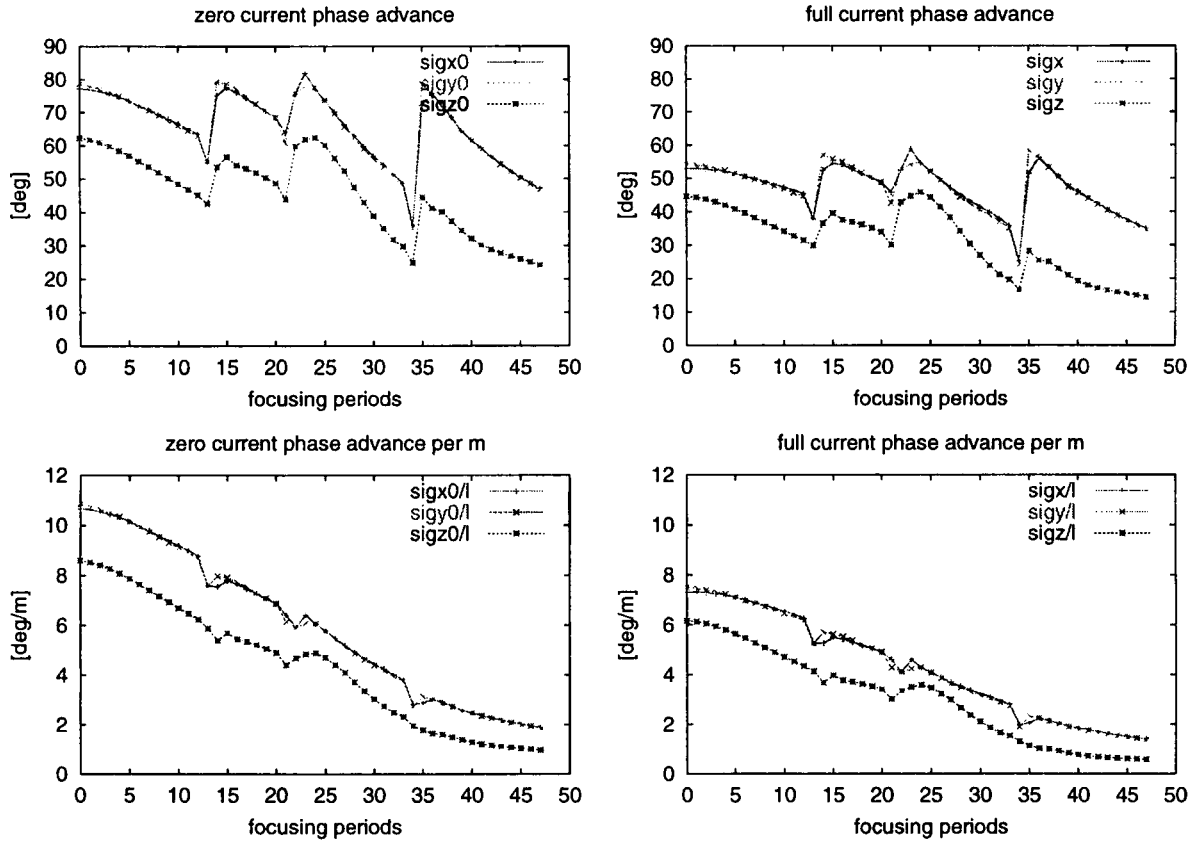 zero current phase advance
90
80
70
60
50
40
30
20
10
0
[deg]
sigx0
sigy0
sigz0
0 5 10 15 20 25 30 35 40 45 50
focusing periods
full current phase advance
90
80
70
60
50
40
30
20
10
0
[deg]
sigx
sigy
sigz
0 5 10 15 20 25 30 35 40 45 50
focusing periods
zero current phase advance per m
12
10
8
6
4
2
0
[deg/m]
sigx0/l
sigy0/l
sigz0/l
0 5 10 15 20 25 30 35 40 45 50
focusing periods
full current phase advance per m
12
10
8
6
4
2
0
[deg/m]
sigx/l
sigy/l
sigz/l
0 5 10 15 20 25 30 35 40 45 50
focusing periods